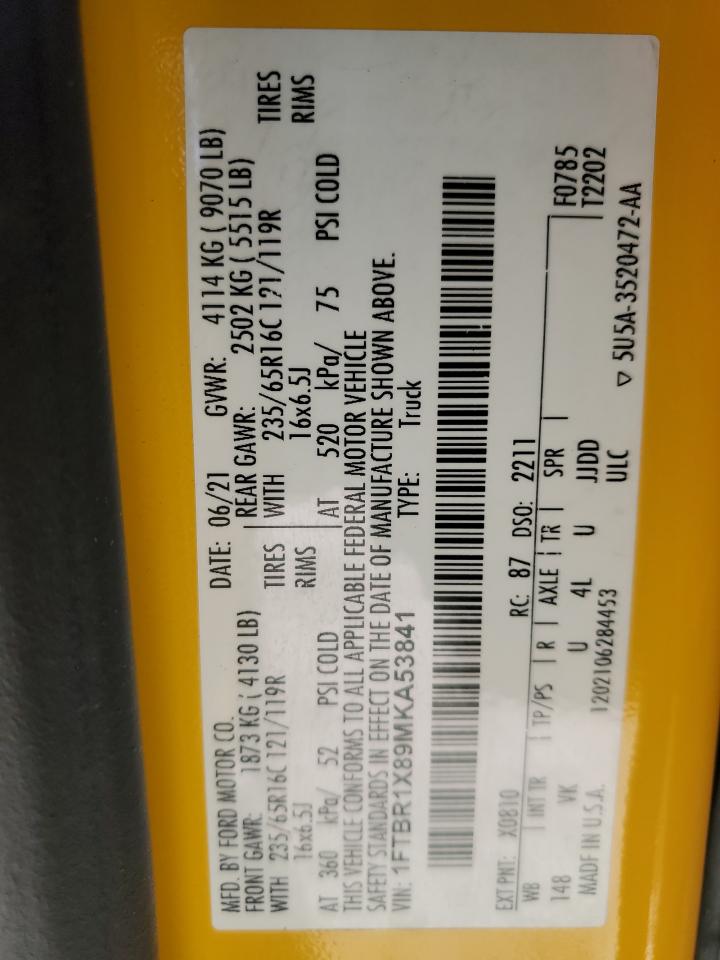 MFD. BY FORD MOTOR CO. DATE: 06/21 GVWR: 4114 KG ( 9070 LB)
FRONT GAWR: 1873 KG ( 4130 LB) REAR GAWR: 2502 KG ( 5515 LB)
WITH 235/65R16C 121/119R TIRES WITH 235/65R16C 121/119R TIRES
16x6.5J RIMS 16x6.5J RIMS
AT 360 kPa/ 52 PSI COLD AT 520 kPa/ 75 PSI COLD
THIS VEHICLE CONFORMS TO ALL APPLICABLE FEDERAL MOTOR VEHICLE
SAFETY STANDARDS IN EFFECT ON THE DATE OF MANUFACTURE SHOWN ABOVE.
VIN: 1FTBR1X89MKA53841 TYPE: Truck
EXT PNT: X0810 RC: 87 DSO: 2211 F0785
WB INT TR TP/PS R AXLE TR SPR T2202
148 VK U 4L U JJDD
MADE IN U.S.A. 1202106284453 ULC ▽ 5U5A-3520472-AA